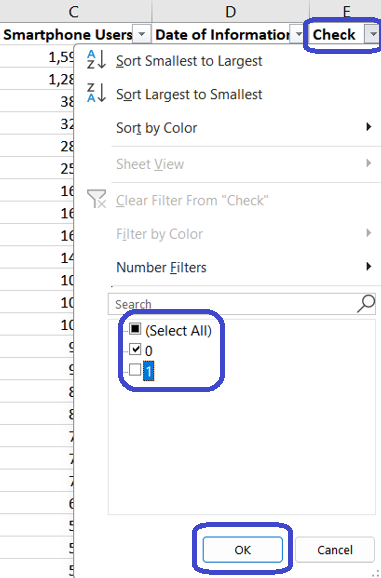 C D E
Smartphone Users Date of Information Check
Sort Smallest to Largest
Sort Largest to Smallest
Sort by Color
Sheet View
Clear Filter From "Check"
Filter by Color
Number Filters
Search
(Select All)
0
1
OK Cancel
1,59
1,28
38
32
28
25
16
16
16
14
10
10
10
9
9
8
8
7
7
7
6
5
5
5